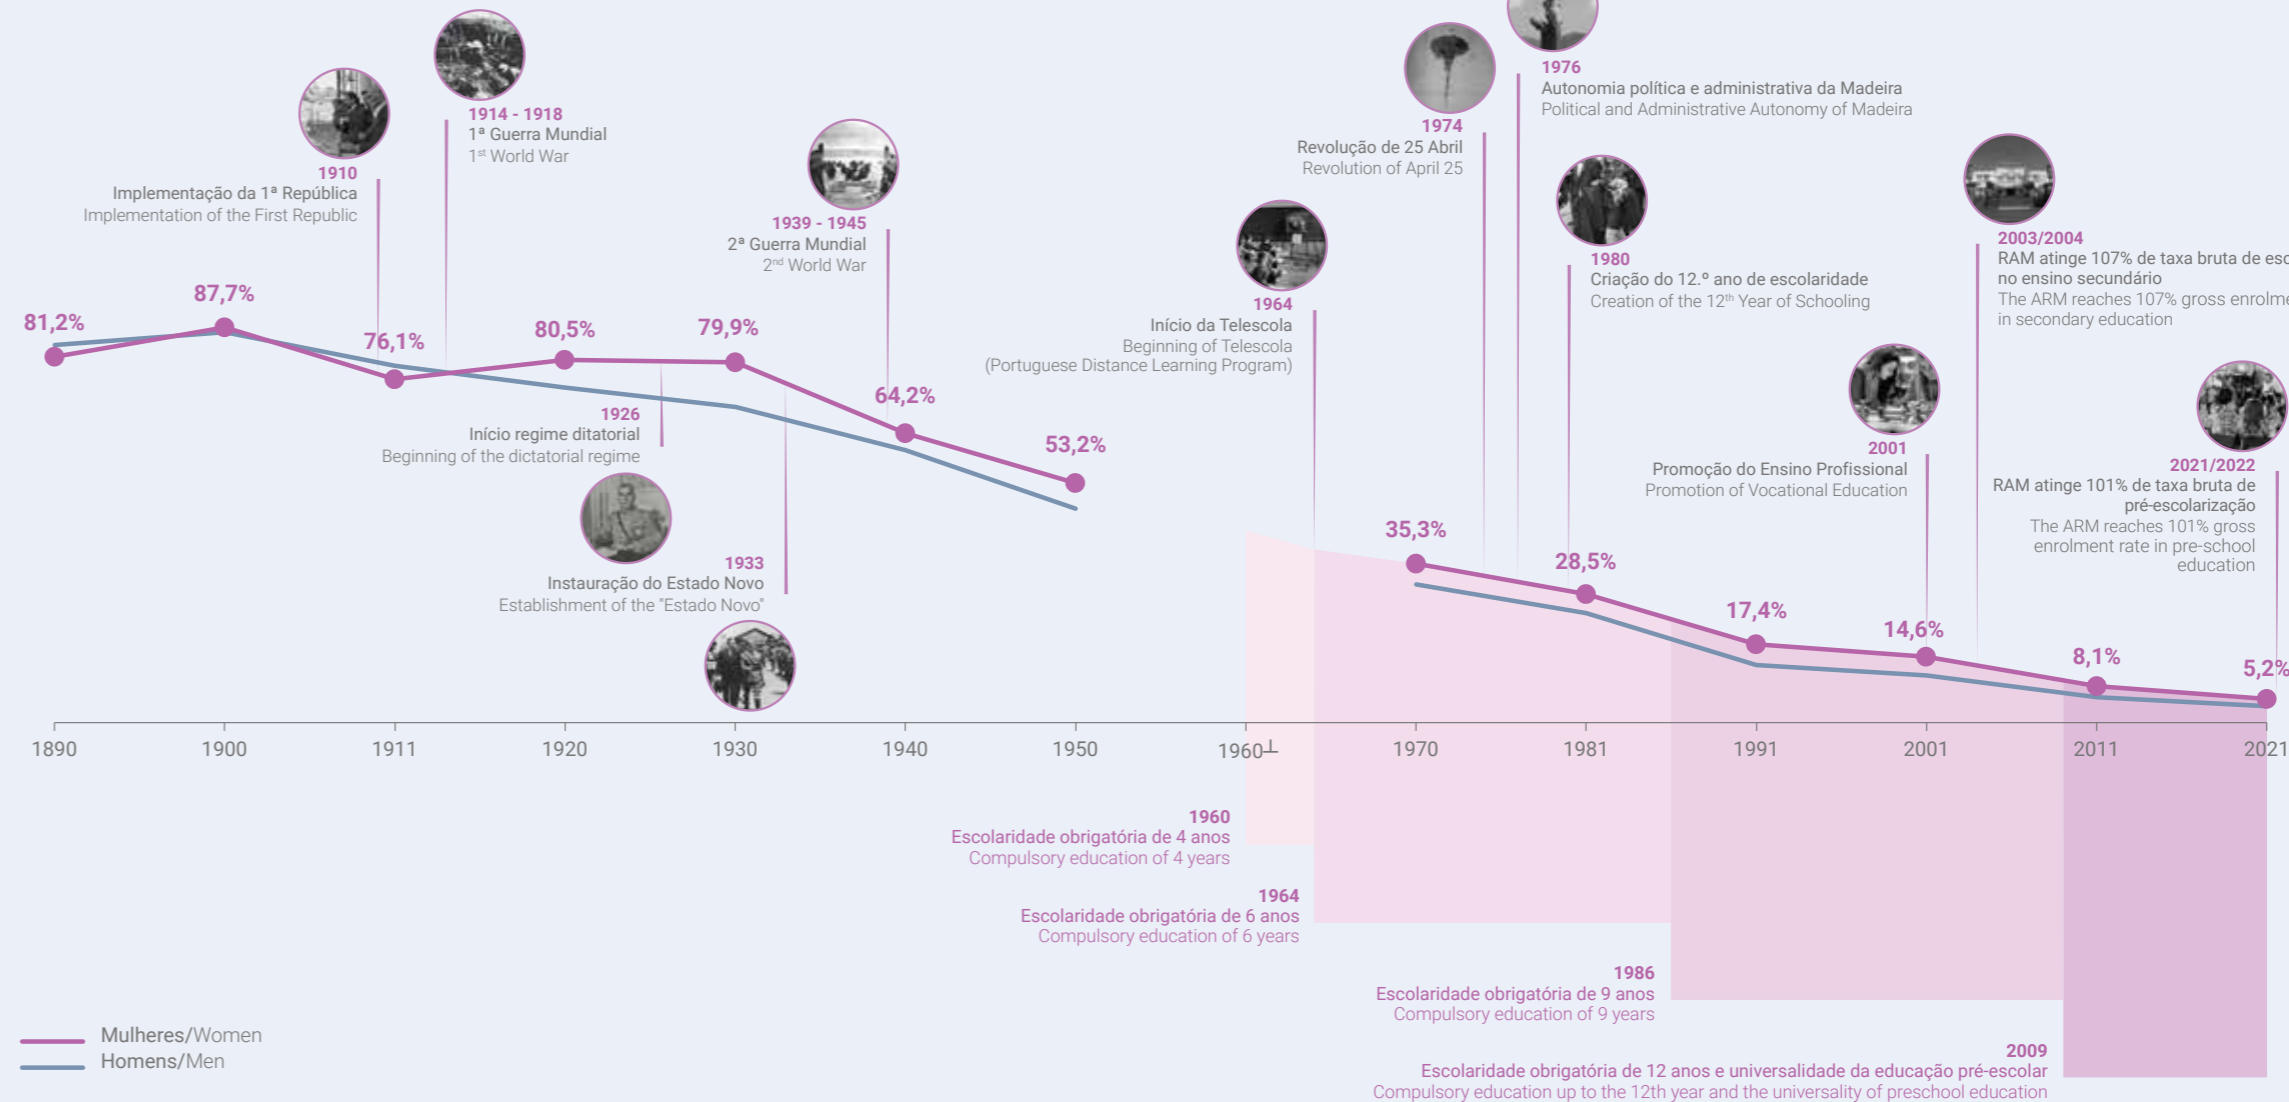 1976
Autonomia política e administrativa da Madeira
Political and Administrative Autonomy of Madeira
1914 - 1918
1ª Guerra Mundial
1st World War
1974
Revolução de 25 Abril
Revolution of April 25
1910
Implementação da 1ª República
Implementation of the First Republic
1939 - 1945
2ª Guerra Mundial
2nd World War
2003/2004
RAM atinge 107% de taxa bruta de
no ensino secundário
The ARM reaches 107% gross
in secondary education
1980
Criação do 12.º ano de escolaridade
Creation of the 12th Year of Schooling
1964
Início da Telescola
Beginning of Telescola
(Portuguese Distance Learning Program)
81,2%
87,7%
76,1%
80,5%
79,9%
64,2%
53,2%
1926
Início regime ditatorial
Beginning of the dictatorial regime
2001
Promoção do Ensino Profissional
Promotion of Vocational Education
2021/2022
RAM atinge 101% de taxa bruta de
pré-escolarização
The ARM reaches 101% gross
enrolment rate in pre-school
education
1933
Instauração do Estado Novo
Establishment of the "Estado Novo"
35,3%
28,5%
17,4%
14,6%
8,1%
5,2%
1890
1900
1911
1920
1930
1940
1950
1960┴
1970
1981
1991
2001
2011
2021
1960
Escolaridade obrigatória de 4 anos
Compulsory education of 4 years
1964
Escolaridade obrigatória de 6 anos
Compulsory education of 6 years
1986
Escolaridade obrigatória de 9 anos
Compulsory education of 9 years
2009
Escolaridade obrigatória de 12 anos e universalidade da educação pré-escolar
Compulsory education up to the 12th year and the universality of preschool education
Mulheres/Women
Homens/Men